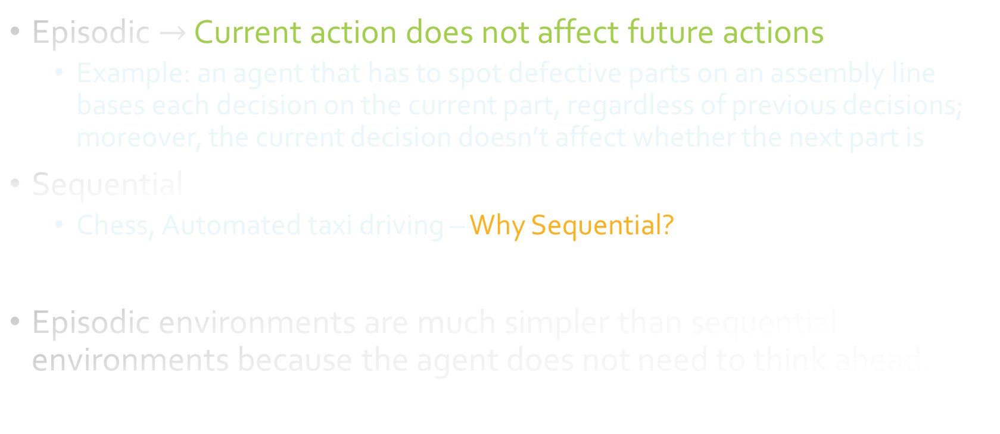 • Episodic → Current action does not affect future actions
• Example: an agent that has to spot defective parts on an assembly line
bases each decision on the current part, regardless of previous decisions;
moreover, the current decision doesn’t affect whether the next part is
• Sequential
• Chess, Automated taxi driving – Why Sequential?
• Episodic environments are much simpler than sequential
environments because the agent does not need to think ahead.